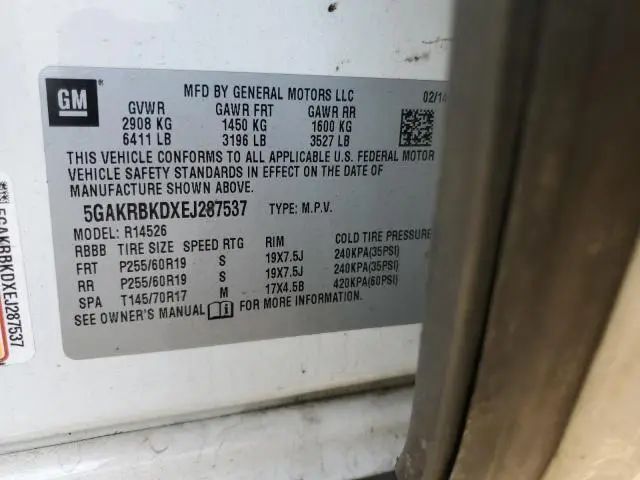 GM
MFD BY GENERAL MOTORS LLC 02/14
GVWR GAWR FRT GAWR RR
2908 KG 1450 KG 1600 KG
6411 LB 3196 LB 3527 LB
THIS VEHICLE CONFORMS TO ALL APPLICABLE U.S. FEDERAL MOTOR
VEHICLE SAFETY STANDARDS IN EFFECT ON THE DATE OF
MANUFACTURE SHOWN ABOVE.
5GAKRBKDXEJ287537 TYPE: M.P.V.
MODEL: R14526
RBBB TIRE SIZE SPEED RTG RIM COLD TIRE PRESSURE
FRT P255/60R19 S 19X7.5J 240KPA(35PSI)
RR P255/60R19 S 19X7.5J 240KPA(35PSI)
SPA T145/70R17 M 17X4.5B 420KPA(60PSI)
SEE OWNER'S MANUAL FOR MORE INFORMATION.
5GAKRBKDXEJ287537